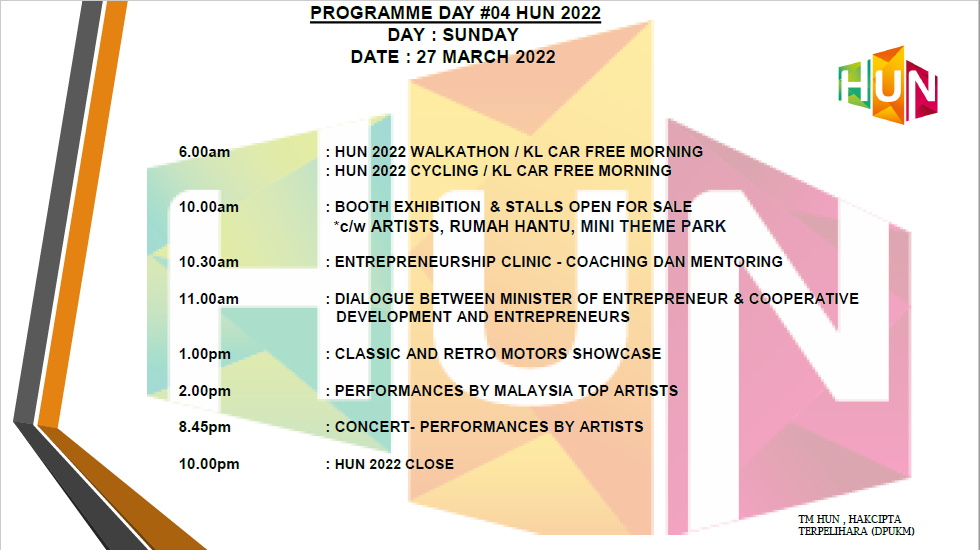 PROGRAMME DAY #04 HUN 2022
DAY : SUNDAY
DATE : 27 MARCH 2022
HUN
6.00am : HUN 2022 WALKATHON / KL CAR FREE MORNING
: HUN 2022 CYCLING / KL CAR FREE MORNING
10.00am : BOOTH EXHIBITION & STALLS OPEN FOR SALE
*c/w ARTISTS, RUMAH HANTU, MINI THEME PARK
10.30am : ENTREPRENEURSHIP CLINIC - COACHING DAN MENTORING
11.00am : DIALOGUE BETWEEN MINISTER OF ENTREPRENEUR & COOPERATIVE
DEVELOPMENT AND ENTREPRENEURS
1.00pm : CLASSIC AND RETRO MOTORS SHOWCASE
2.00pm : PERFORMANCES BY MALAYSIA TOP ARTISTS
8.45pm : CONCERT- PERFORMANCES BY ARTISTS
10.00pm : HUN 2022 CLOSE
HUN
TM HUN , HAKCIPTA
TERPELIHARA (DPUKM)